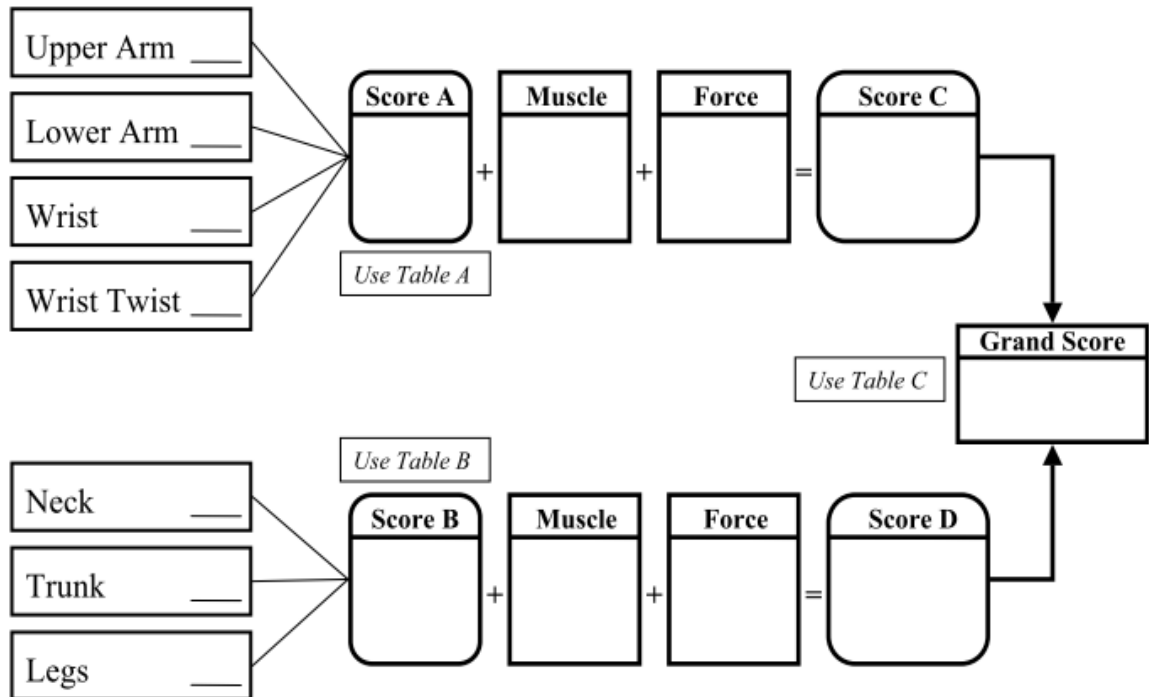 Upper Arm ___
Lower Arm ___
Wrist ___
Wrist Twist ___
Score A + Muscle + Force = Score C
Use Table A
Grand Score
Use Table C
Use Table B
Neck ___
Trunk ___
Legs ___
Score B + Muscle + Force = Score D